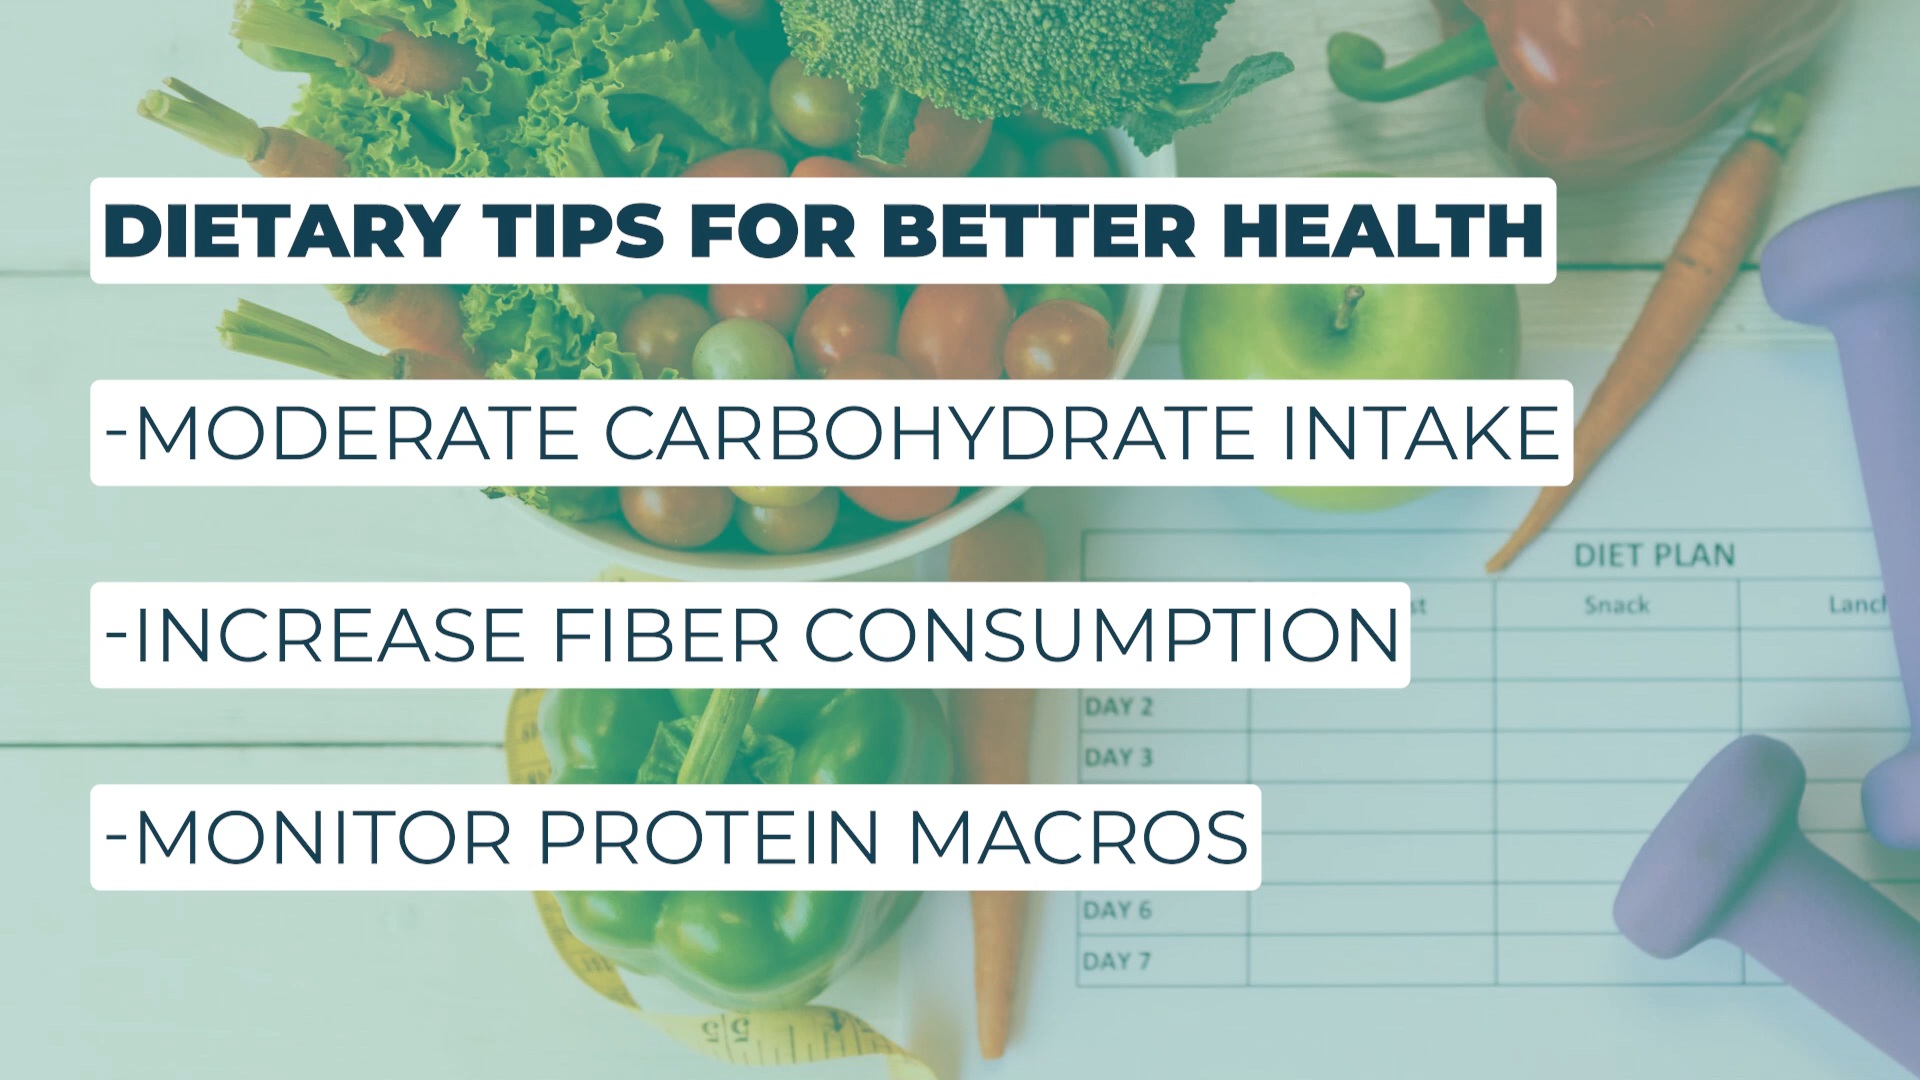 DIETARY TIPS FOR BETTER HEALTH
-MODERATE CARBOHYDRATE INTAKE
DIET PLAN
Snack
-INCREASE FIBER CONSUMPTION
DAY 2
DAY 3
-MONITOR PROTEIN MACROS
DAY 6
DAY 7